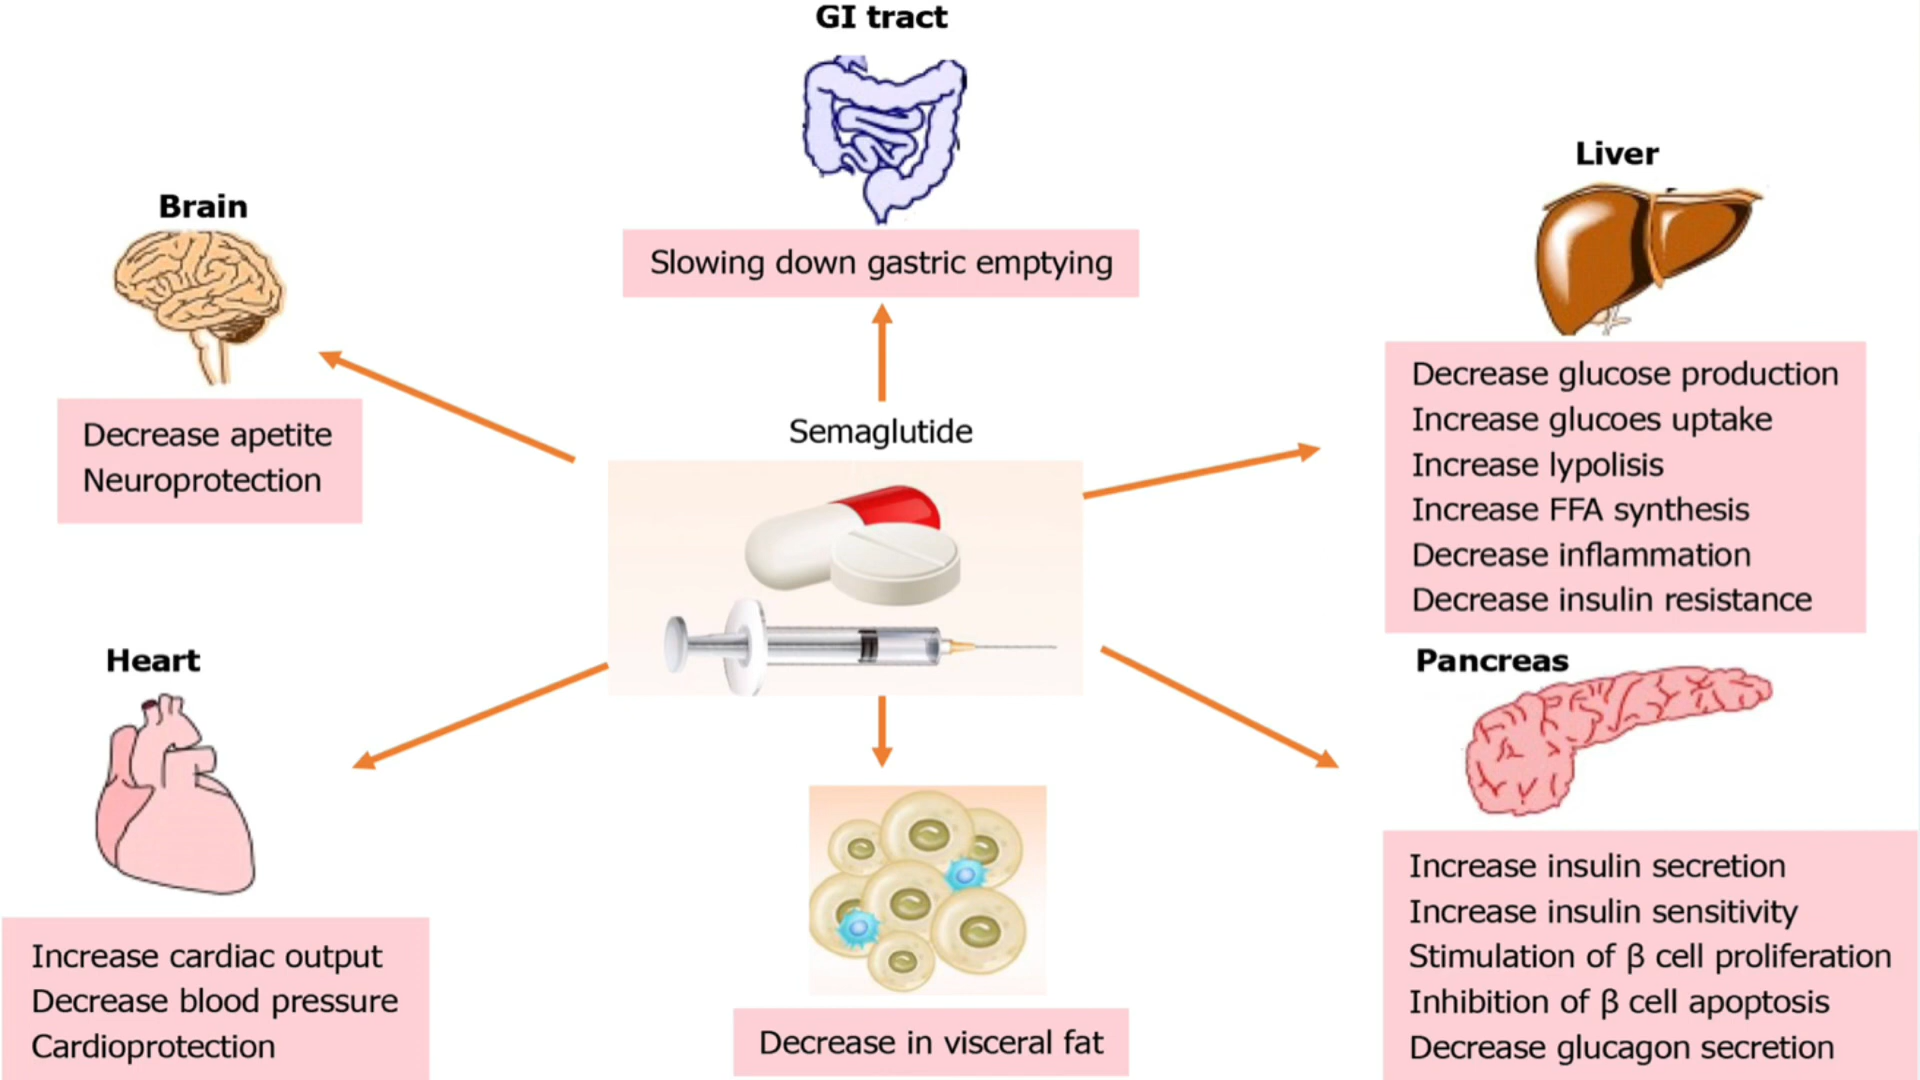 GI tract
Slowing down gastric emptying
Brain
Decrease apetite
Neuroprotection
Liver
Decrease glucose production
Increase glucoes uptake
Increase lypolisis
Increase FFA synthesis
Decrease inflammation
Decrease insulin resistance
Semaglutide
Heart
Increase cardiac output
Decrease blood pressure
Cardioprotection
Decrease in visceral fat
Pancreas
Increase insulin secretion
Increase insulin sensitivity
Stimulation of β cell proliferation
Inhibition of β cell apoptosis
Decrease glucagon secretion